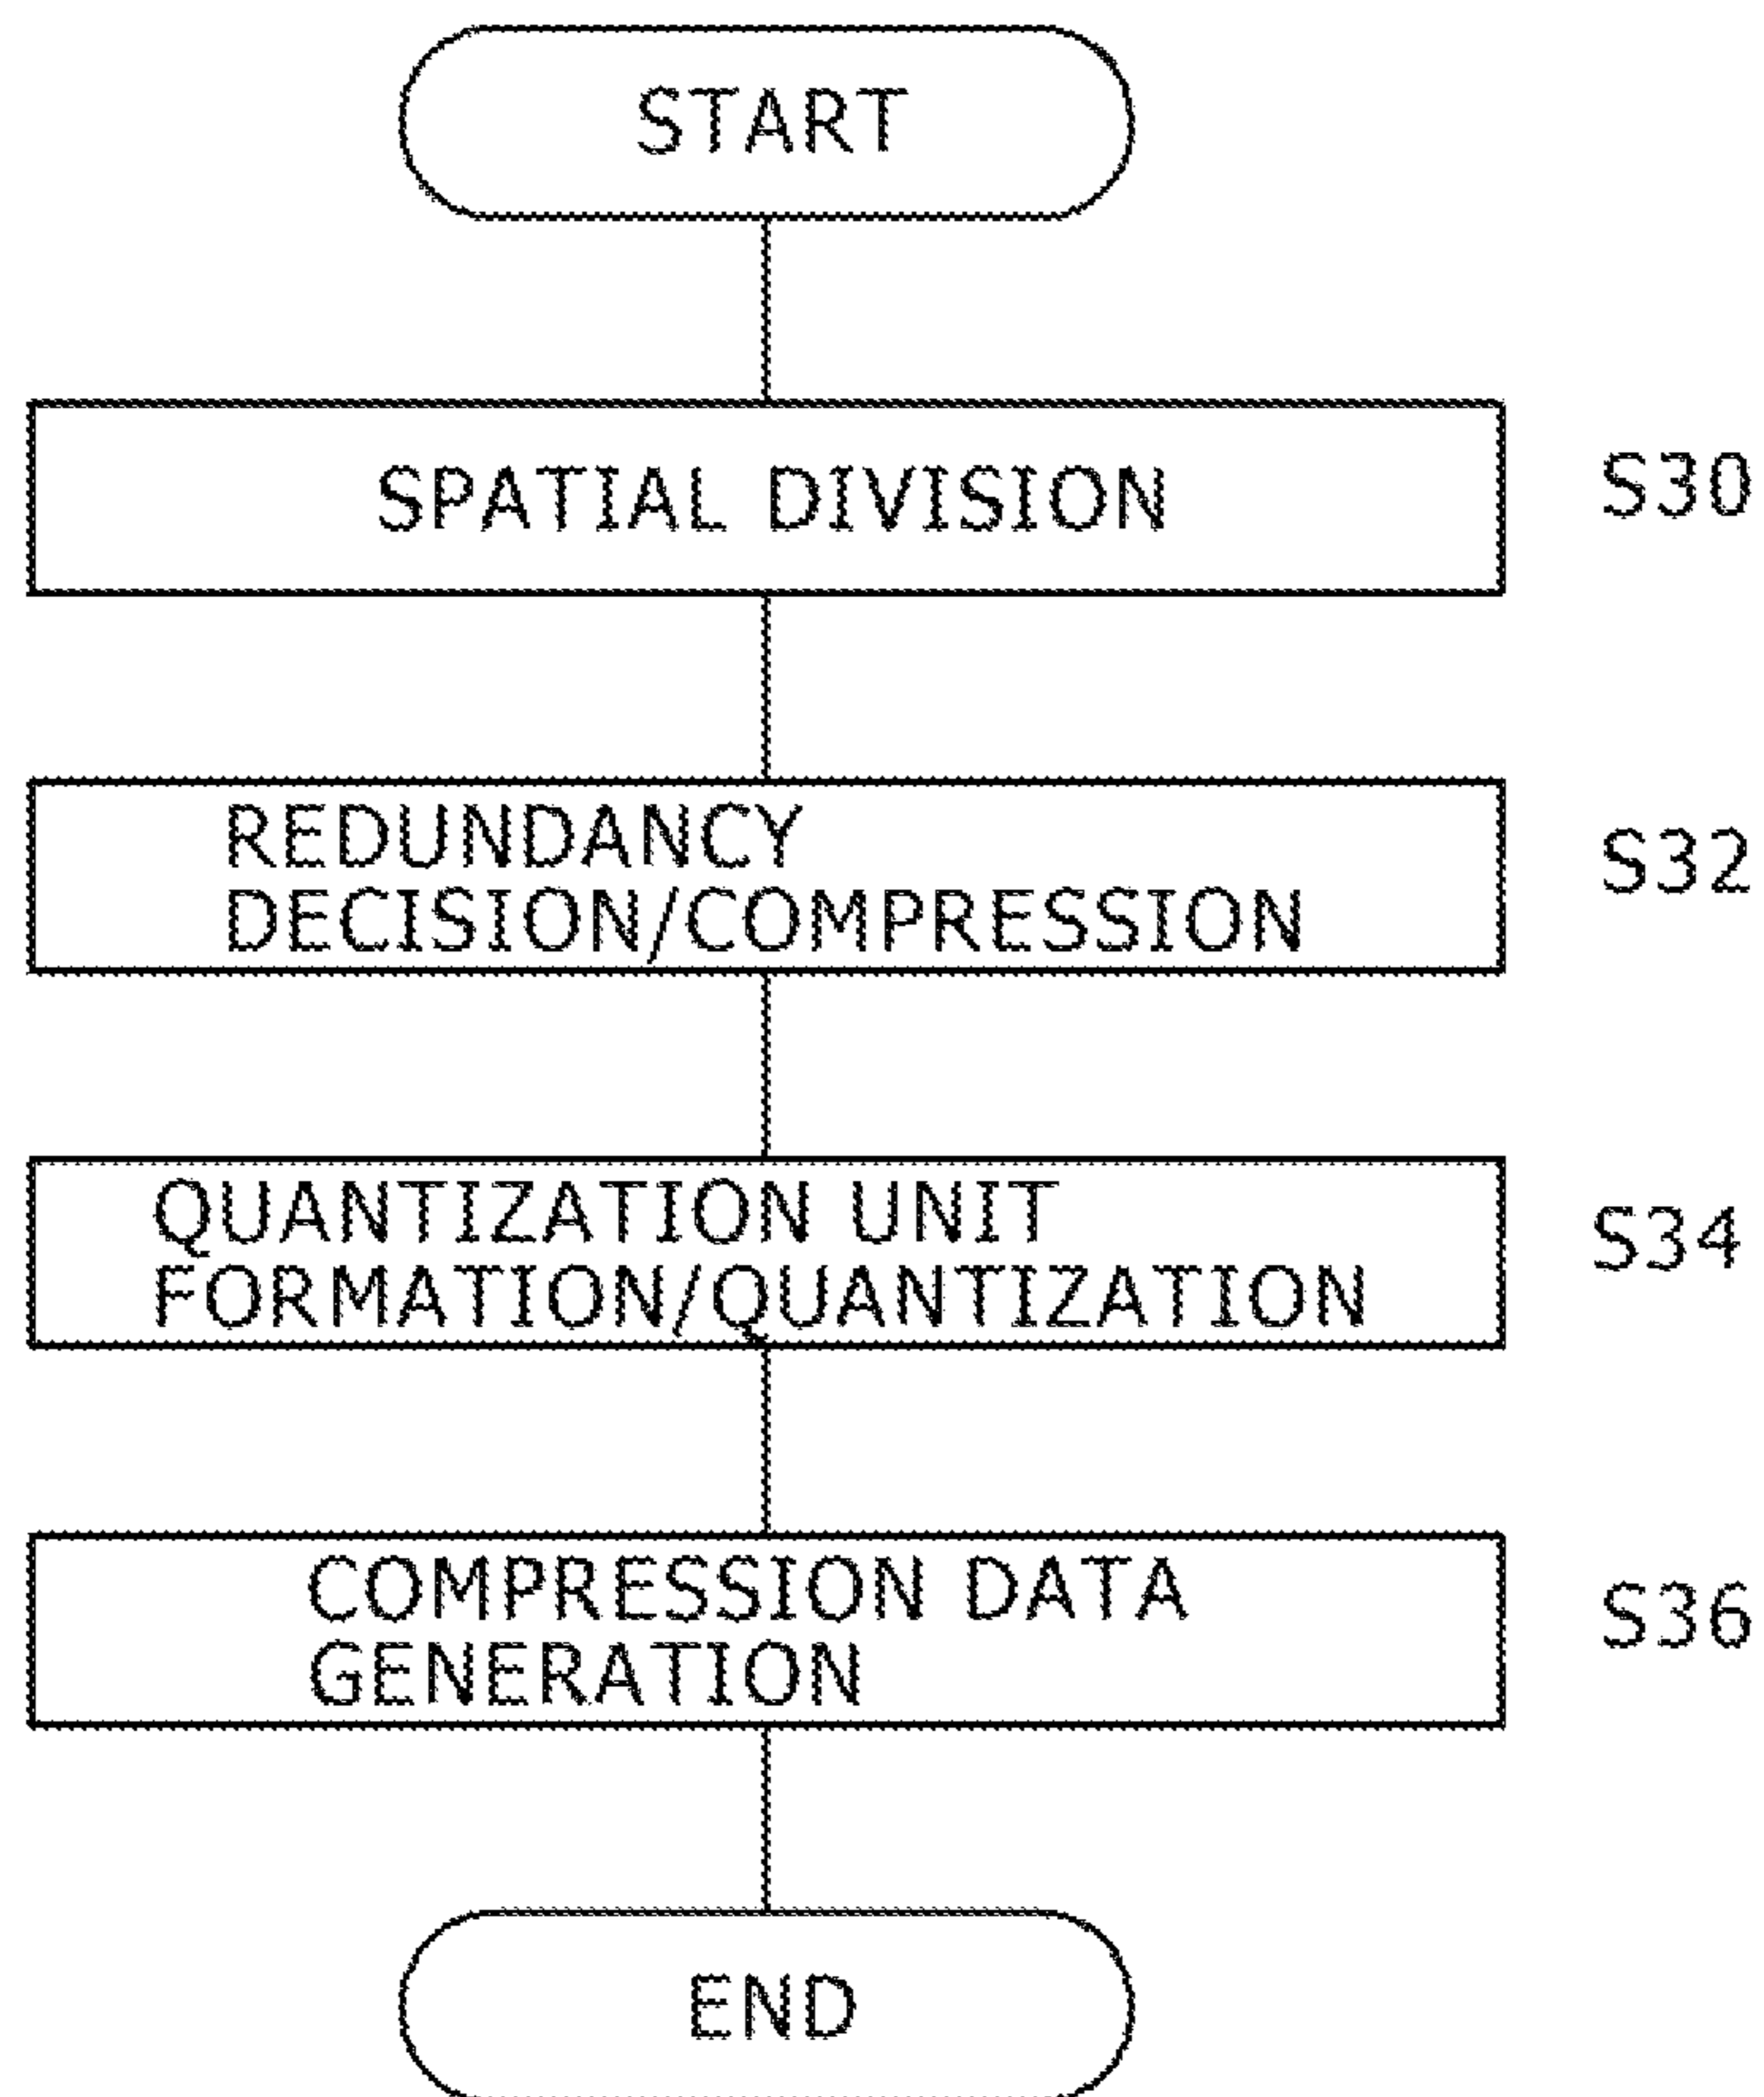 START
SPATIAL DIVISION
S30
REDUNDANCY
DECISION/COMPRESSION
S32
QUANTIZATION UNIT
FORMATION/QUANTIZATION
S34
COMPRESSION DATA
GENERATION
S36
END